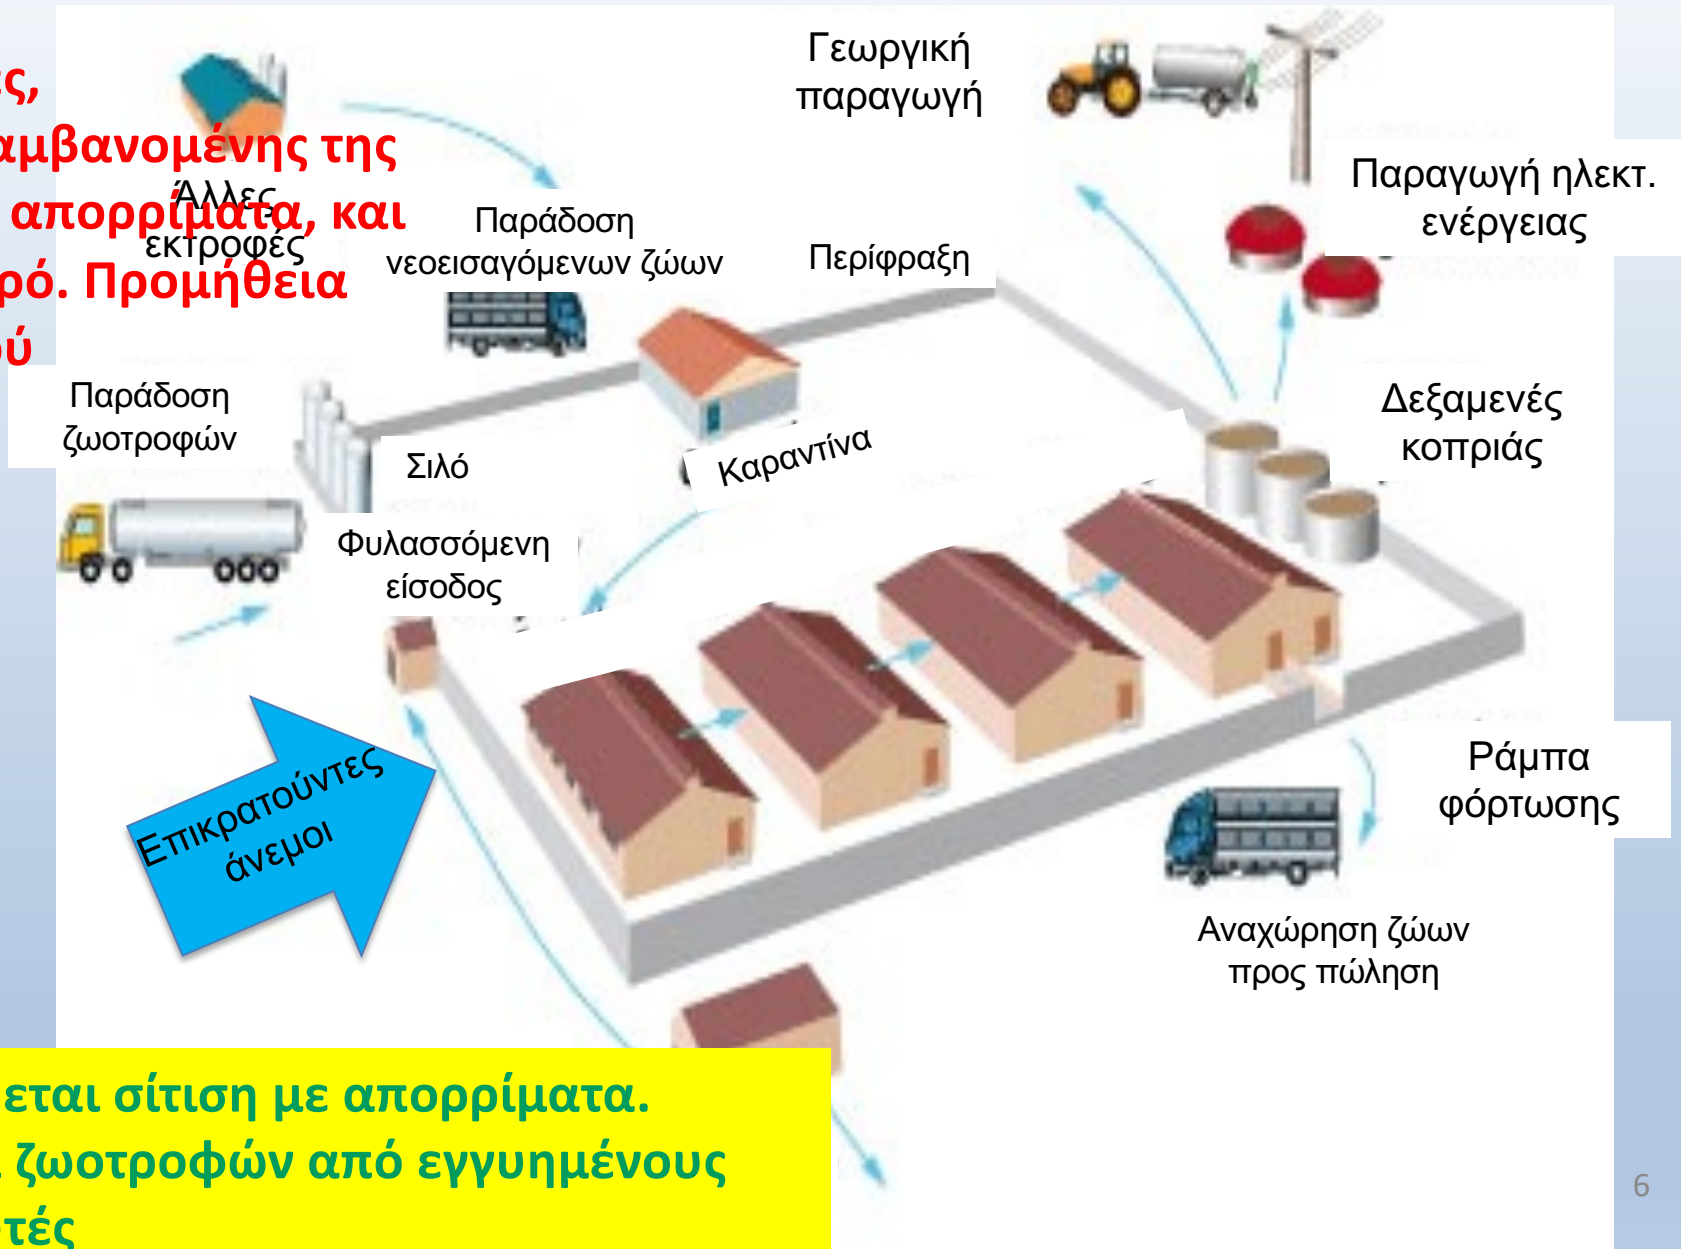 ες,
αμβανομένης της
απορρίματα, και
ρό. Προμήθεια
ού
Άλλες
εκτροφές
Γεωργική
παραγωγή
Παραγωγή ηλεκτ.
ενέργειας
Παράδοση
νεοεισαγόμενων ζώων
Περίφραξη
Παράδοση
ζωοτροφών
Σιλό
Καραντίνα
Δεξαμενές
κοπριάς
Φυλασσόμενη
είσοδος
Επικρατούντες
άνεμοι
Ράμπα
φόρτωσης
Αναχώρηση ζώων
προς πώληση
εται σίτιση με απορρίματα.
ζωοτροφών από εγγυημένους
τές
6